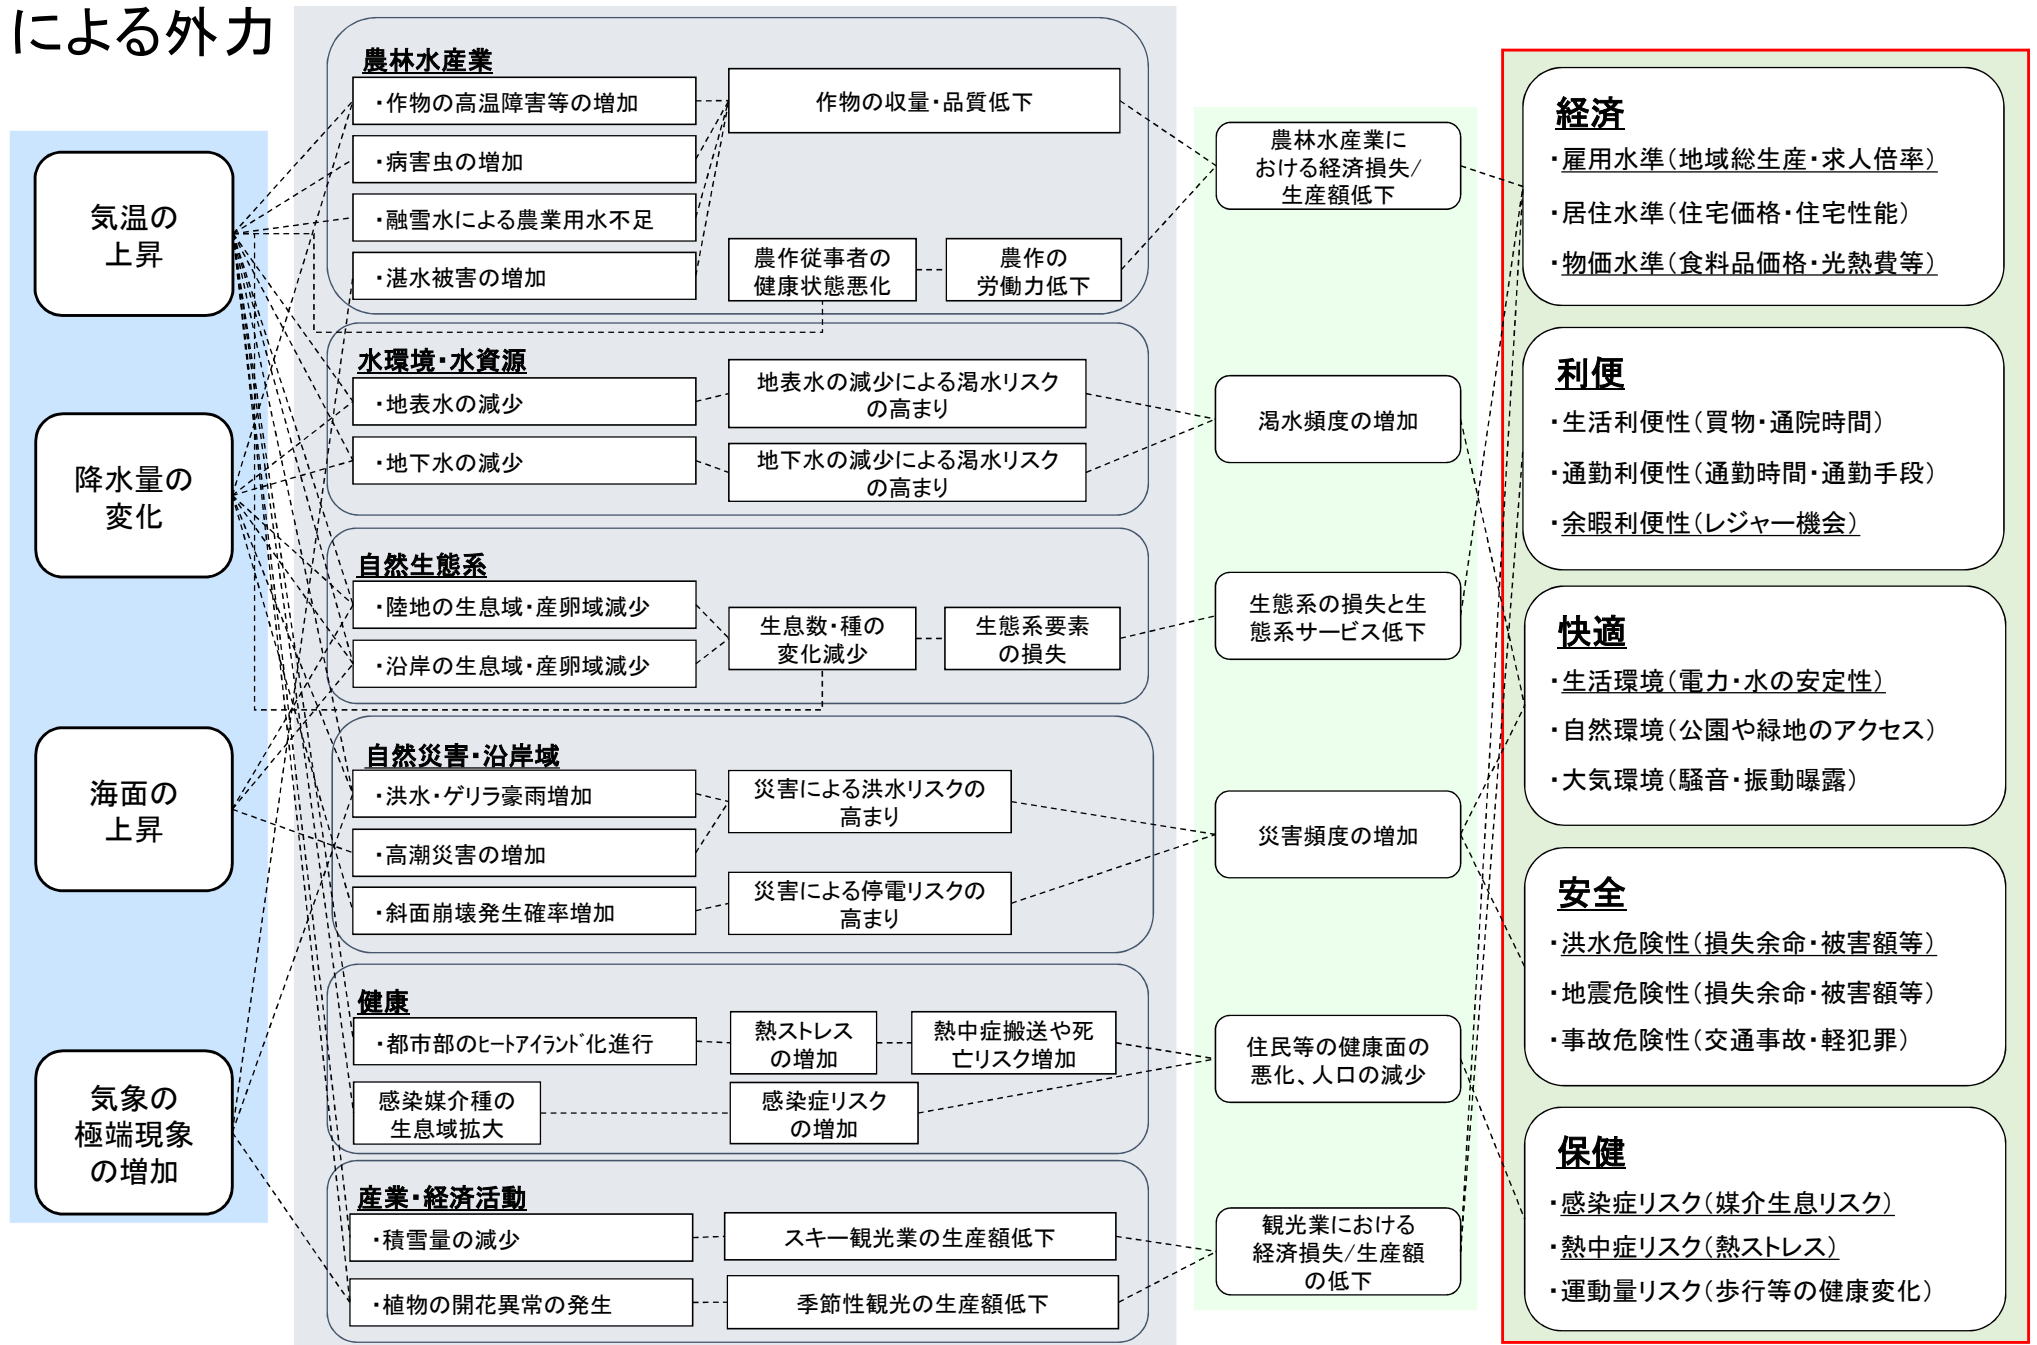 による外力
気温の
上昇
降水量の
変化
海面の
上昇
気象の
極端現象
の増加
農林水産業
・作物の高温障害等の増加
・病害虫の増加
・融雪水による農業用水不足
・湛水被害の増加
作物の収量・品質低下
農作従事者の
健康状態悪化
農作の
労働力低下
水環境・水資源
・地表水の減少
・地下水の減少
地表水の減少による渇水リスク
の高まり
地下水の減少による渇水リスク
の高まり
自然生態系
・陸地の生息域・産卵域減少
・沿岸の生息域・産卵域減少
生息数・種の
変化減少
生態系要素
の損失
自然災害・沿岸域
・洪水・ゲリラ豪雨増加
・高潮災害の増加
・斜面崩壊発生確率増加
災害による洪水リスクの
高まり
災害による停電リスクの
高まり
健康
・都市部のﾋｰﾄｱｲﾗﾝﾄﾞ化進行
感染媒介種の
生息域拡大
熱ストレス
の増加
熱中症搬送や死
亡リスク増加
感染症リスク
の増加
産業・経済活動
・積雪量の減少
・植物の開花異常の発生
スキー観光業の生産額低下
季節性観光の生産額低下
農林水産業に
おける経済損失/
生産額低下
渇水頻度の増加
生態系の損失と生
態系サービス低下
災害頻度の増加
住民等の健康面の
悪化、人口の減少
観光業における
経済損失/生産額
の低下
経済
・雇用水準（地域総生産・求人倍率）
・居住水準（住宅価格・住宅性能）
・物価水準（食料品価格・光熱費等）
利便
・生活利便性（買物・通院時間）
・通勤利便性（通勤時間・通勤手段）
・余暇利便性（レジャー機会）
快適
・生活環境（電力・水の安定性）
・自然環境（公園や緑地のアクセス）
・大気環境（騒音・振動曝露）
安全
・洪水危険性（損失余命・被害額等）
・地震危険性（損失余命・被害額等）
・事故危険性（交通事故・軽犯罪）
保健
・感染症リスク（媒介生息リスク）
・熱中症リスク（熱ストレス）
・運動量リスク（歩行等の健康変化）